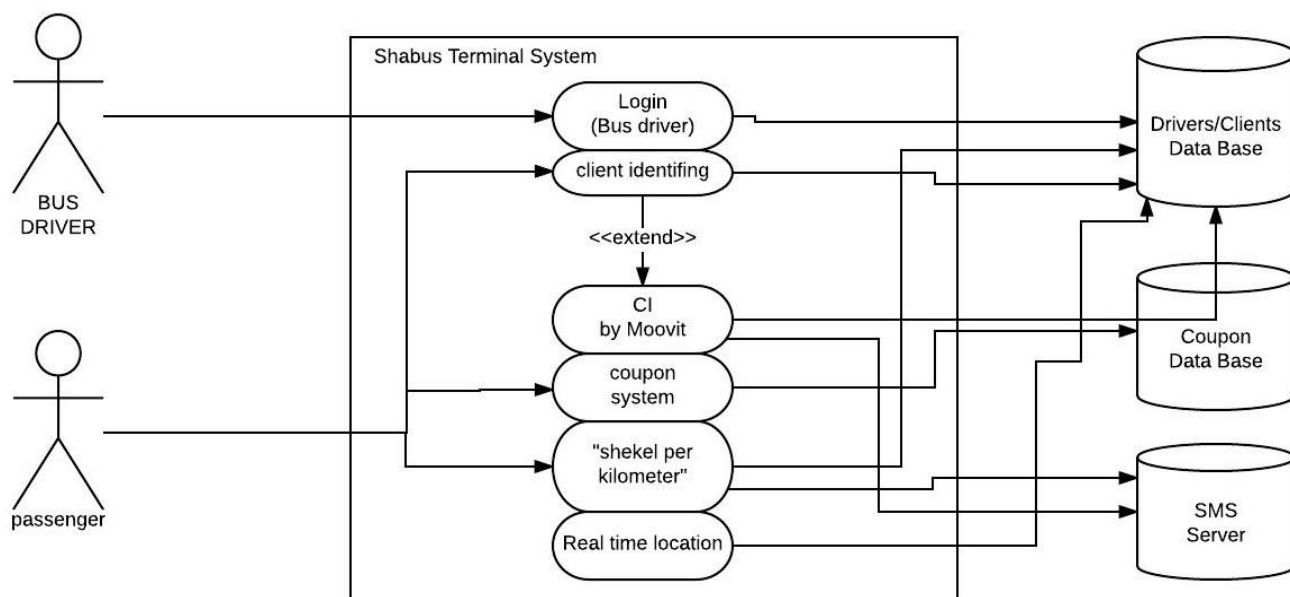 Shabus Terminal System
Login
(Bus driver)
client identifing
<<extend>>
CI
by Moovit
coupon
system
"shekel per
kilometer"
Real time location
BUS
DRIVER
passenger
Drivers/Clients
Data Base
Coupon
Data Base
SMS
Server